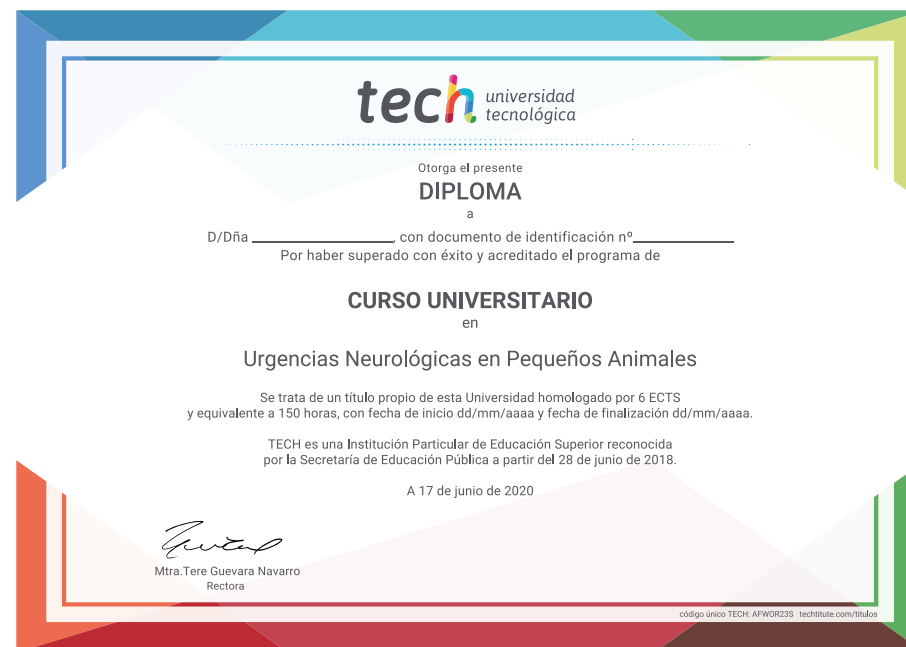 tech universidad
tecnológica
Otorga el presente
DIPLOMA
a
D/Dña ____________________, con documento de identificación nº______________
Por haber superado con éxito y acreditado el programa de
CURSO UNIVERSITARIO
en
Urgencias Neurológicas en Pequeños Animales
Se trata de un título propio de esta Universidad homologado por 6 ECTS
y equivalente a 150 horas, con fecha de inicio dd/mm/aaaa y fecha de finalización dd/mm/aaaa.
TECH es una Institución Particular de Educación Superior reconocida
por la Secretaría de Educación Pública a partir del 28 de junio de 2018.
A 17 de junio de 2020
Mtra.Tere Guevara Navarro
Rectora
código único TECH: AFWOR23S techtitute.com/titulos